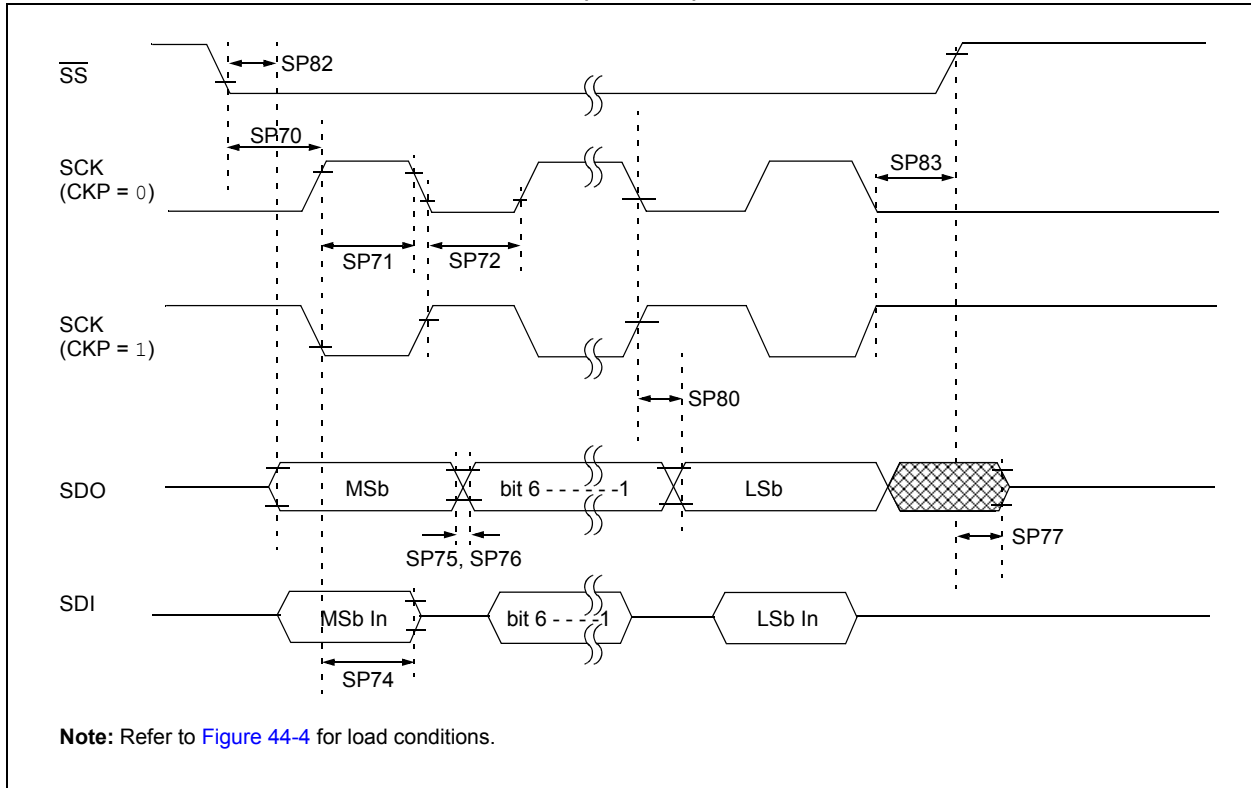 SS
SP82
SP70
SCK
(CKP = 0)
SP83
SP71
SP72
SCK
(CKP = 1)
SP80
SDO
MSb
bit 6 - - - - - -1
LSb
SP77
SP75, SP76
SDI
MSb In
bit 6 - - - -1
LSb In
SP74
Note: Refer to Figure 44-4 for load conditions.